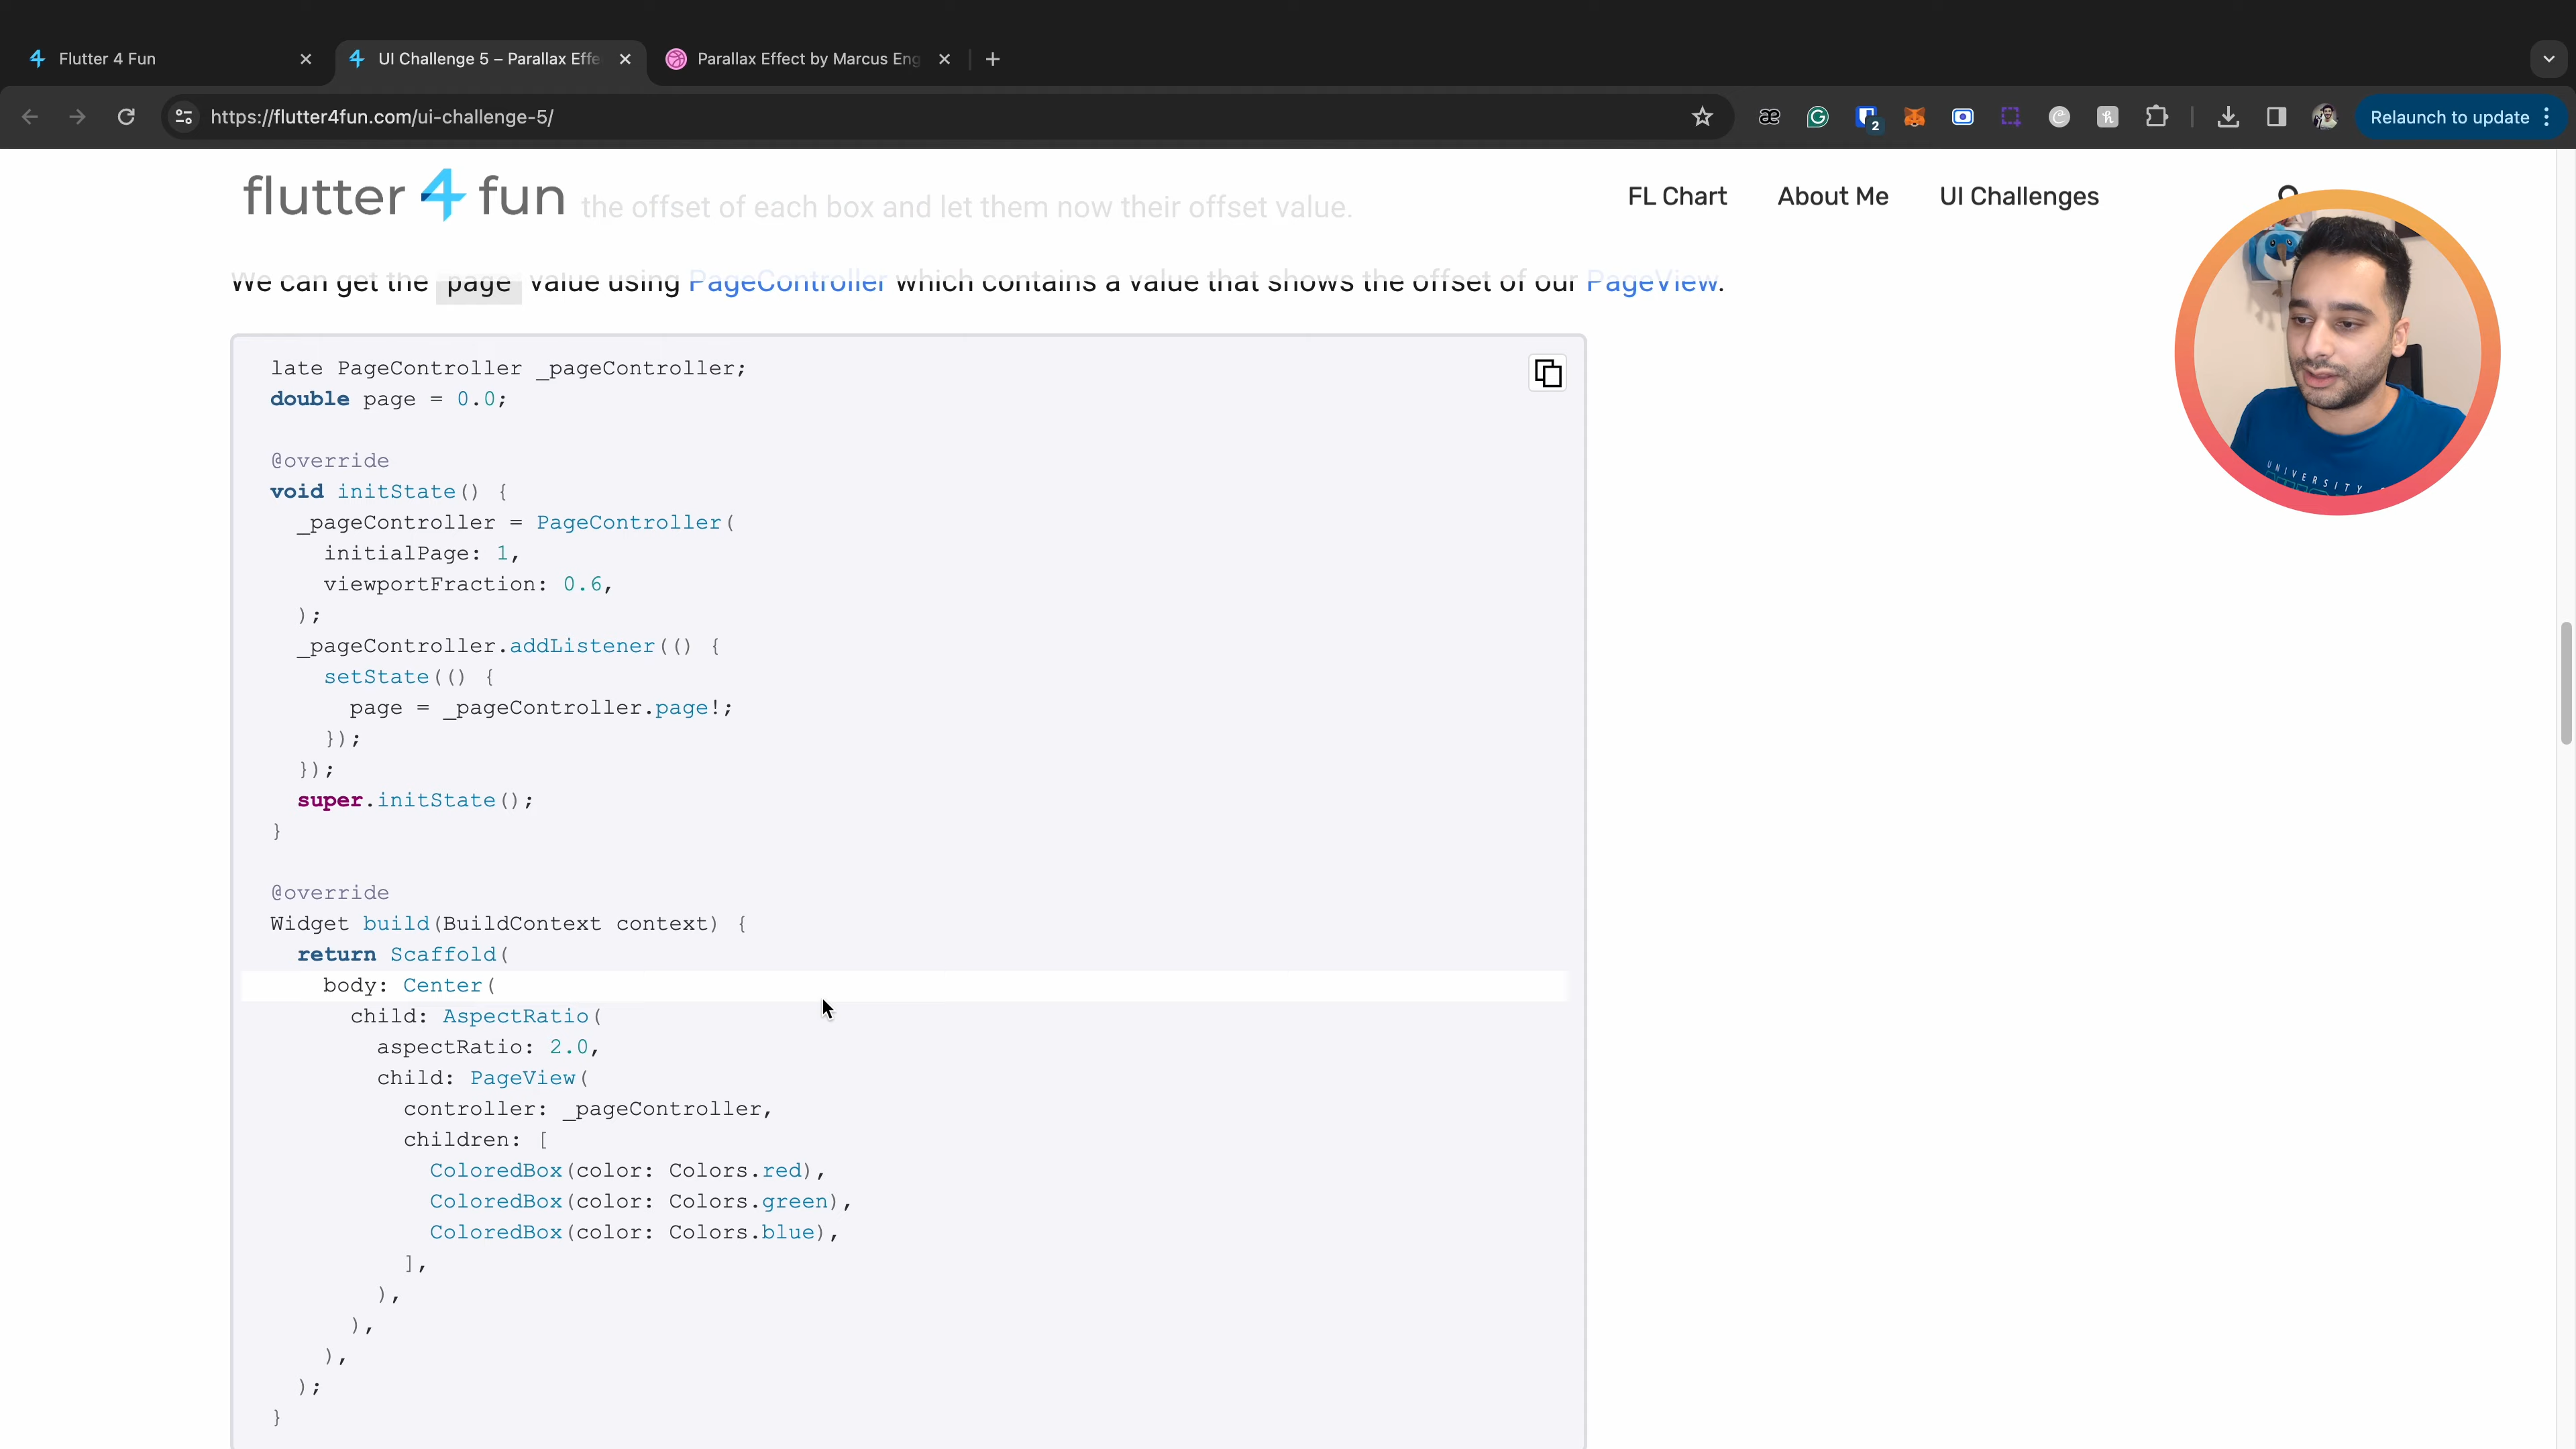 Flutter 4 Fun
UI Challenge 5 – Parallax Effe
Parallax Effect by Marcus Eng
https://flutter4fun.com/ui-challenge-5/
2
Relaunch to update
flutter 4 fun
FL Chart
About Me
UI Challenges
the offset of each box and let them now their offset value.
We can get the page value using PageController which contains a value that shows the offset of our PageView.
late PageController _pageController;
double page = 0.0;
@override
void initState() {
_pageController = PageController(
initialPage: 1,
viewportFraction: 0.6,
);
_pageController.addListener(() {
setState(() {
page = _pageController.page!;
});
});
super.initState();
}
@override
Widget build(BuildContext context) {
return Scaffold(
body: Center(
child: AspectRatio(
aspectRatio: 2.0,
child: PageView(
controller: _pageController,
children: [
ColoredBox(color: Colors.red),
ColoredBox(color: Colors.green),
ColoredBox(color: Colors.blue),
],
),
),
),
);
}
UNIVERSITY